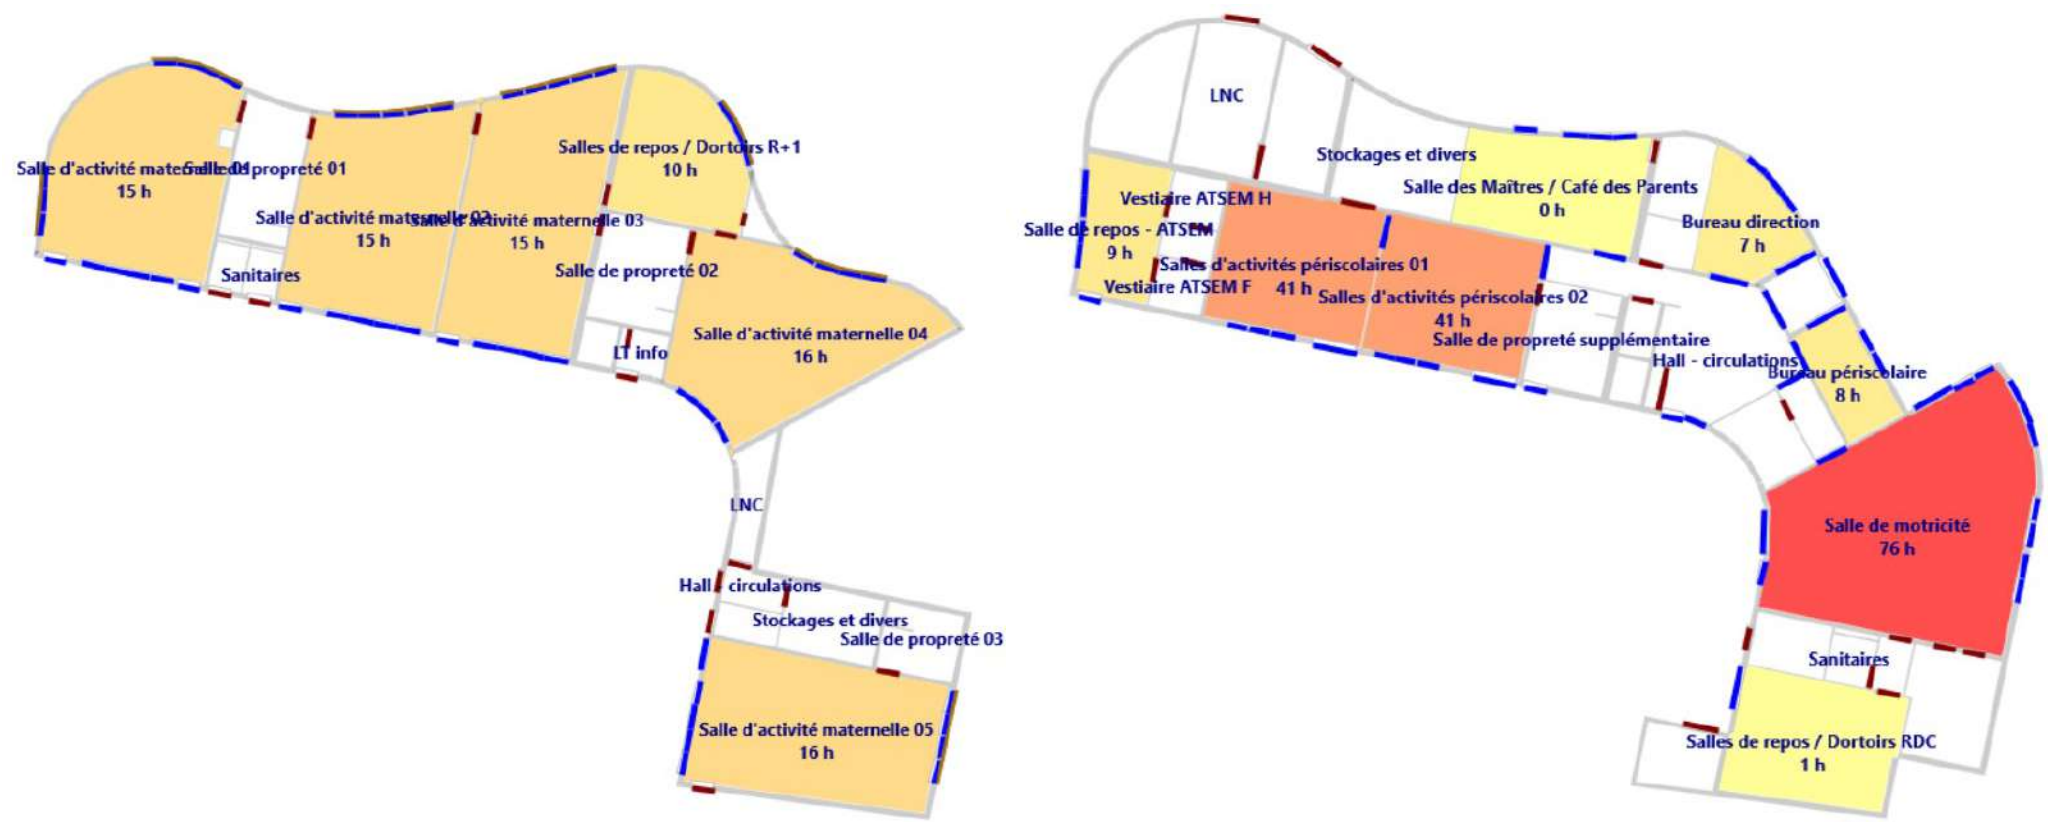 Salle d'activité maternelle 01
15 h
Salle de propreté 01
Salle d'activité maternelle 02
15 h
Salle d'activité maternelle 03
15 h
Salles de repos / Dortoirs R+1
10 h
Sanitaires
Salle de propreté 02
LT info
Salle d'activité maternelle 04
16 h
LNC
Hall - circulations
Stockages et divers
Salle de propreté 03
Salle d'activité maternelle 05
16 h
LNC
Stockages et divers
Salle des Maîtres / Café des Parents
0 h
Vestiaire ATSEM H
Salle de repos - ATSEM
9 h
Vestiaire ATSEM F
Salles d'activités périscolaires 01
41 h
Salles d'activités périscolaires 02
41 h
Salle de propreté supplémentaire
Hall - circulations
Bureau direction
7 h
Bureau périscolaire
8 h
Salle de motricité
76 h
Sanitaires
Salles de repos / Dortoirs RDC
1 h